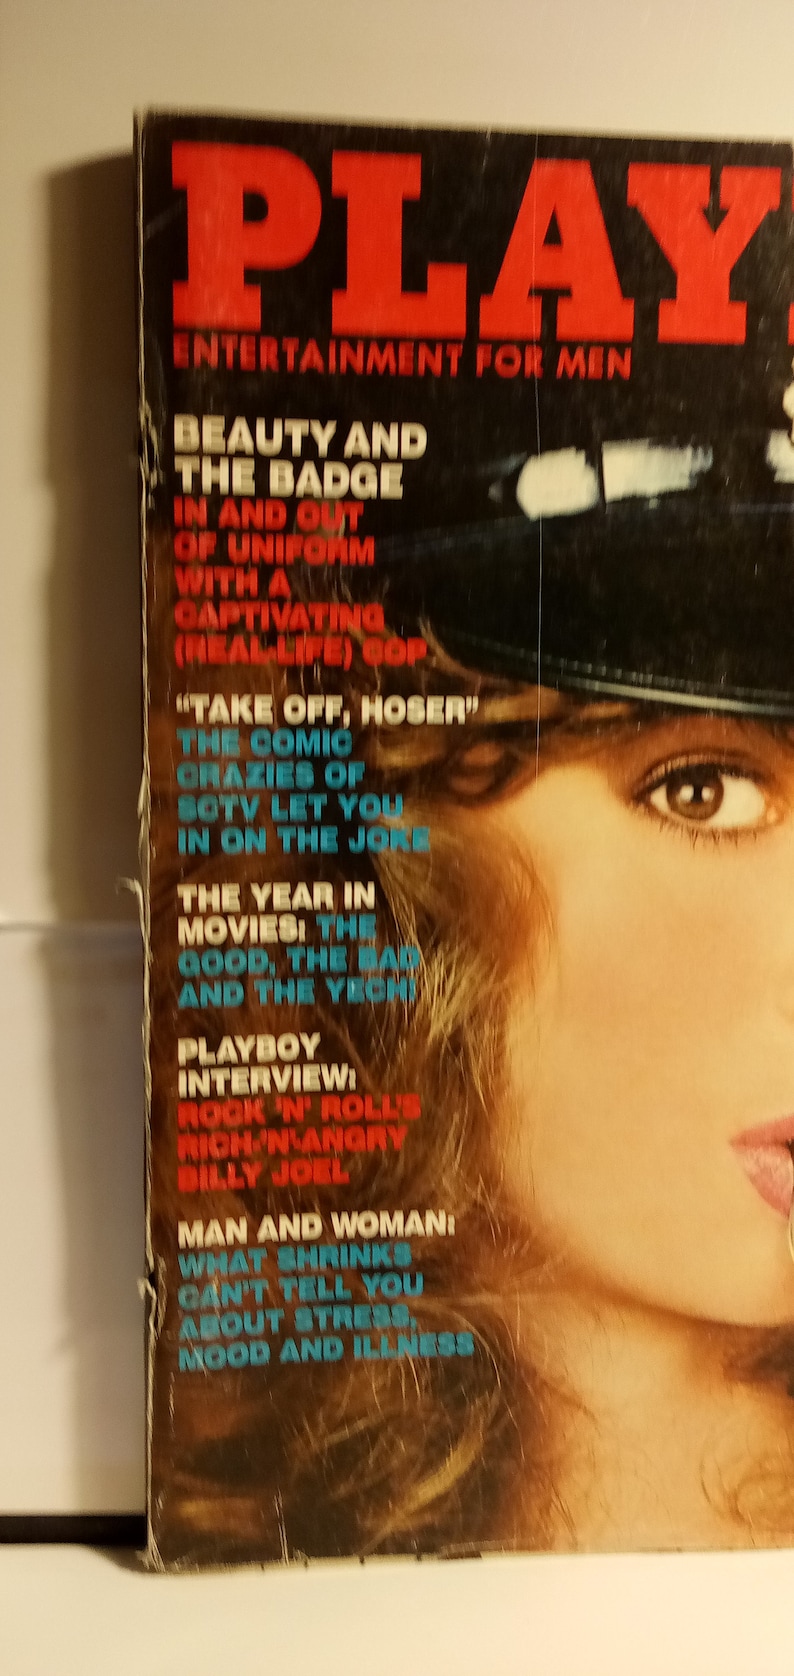 PLAY
ENTERTAINMENT FOR MEN
BEAUTY AND
THE BADGE
IN AND OUT
OF UNIFORM
WITH A
CAPTIVATING
(REAL-LIFE) COP
"TAKE OFF, HOSER"
THE COMIC
CRAZIES OF
SCTV LET YOU
IN ON THE JOKE
THE YEAR IN
MOVIES: THE
GOOD, THE BAD
AND THE YECH!
PLAYBOY
INTERVIEW:
ROCK 'N' ROLL'S
RICH-'N'-ANGRY
BILLY JOEL
MAN AND WOMAN:
WHAT SHRINKS
CAN'T TELL YOU
ABOUT STRESS,
MOOD AND ILLNESS